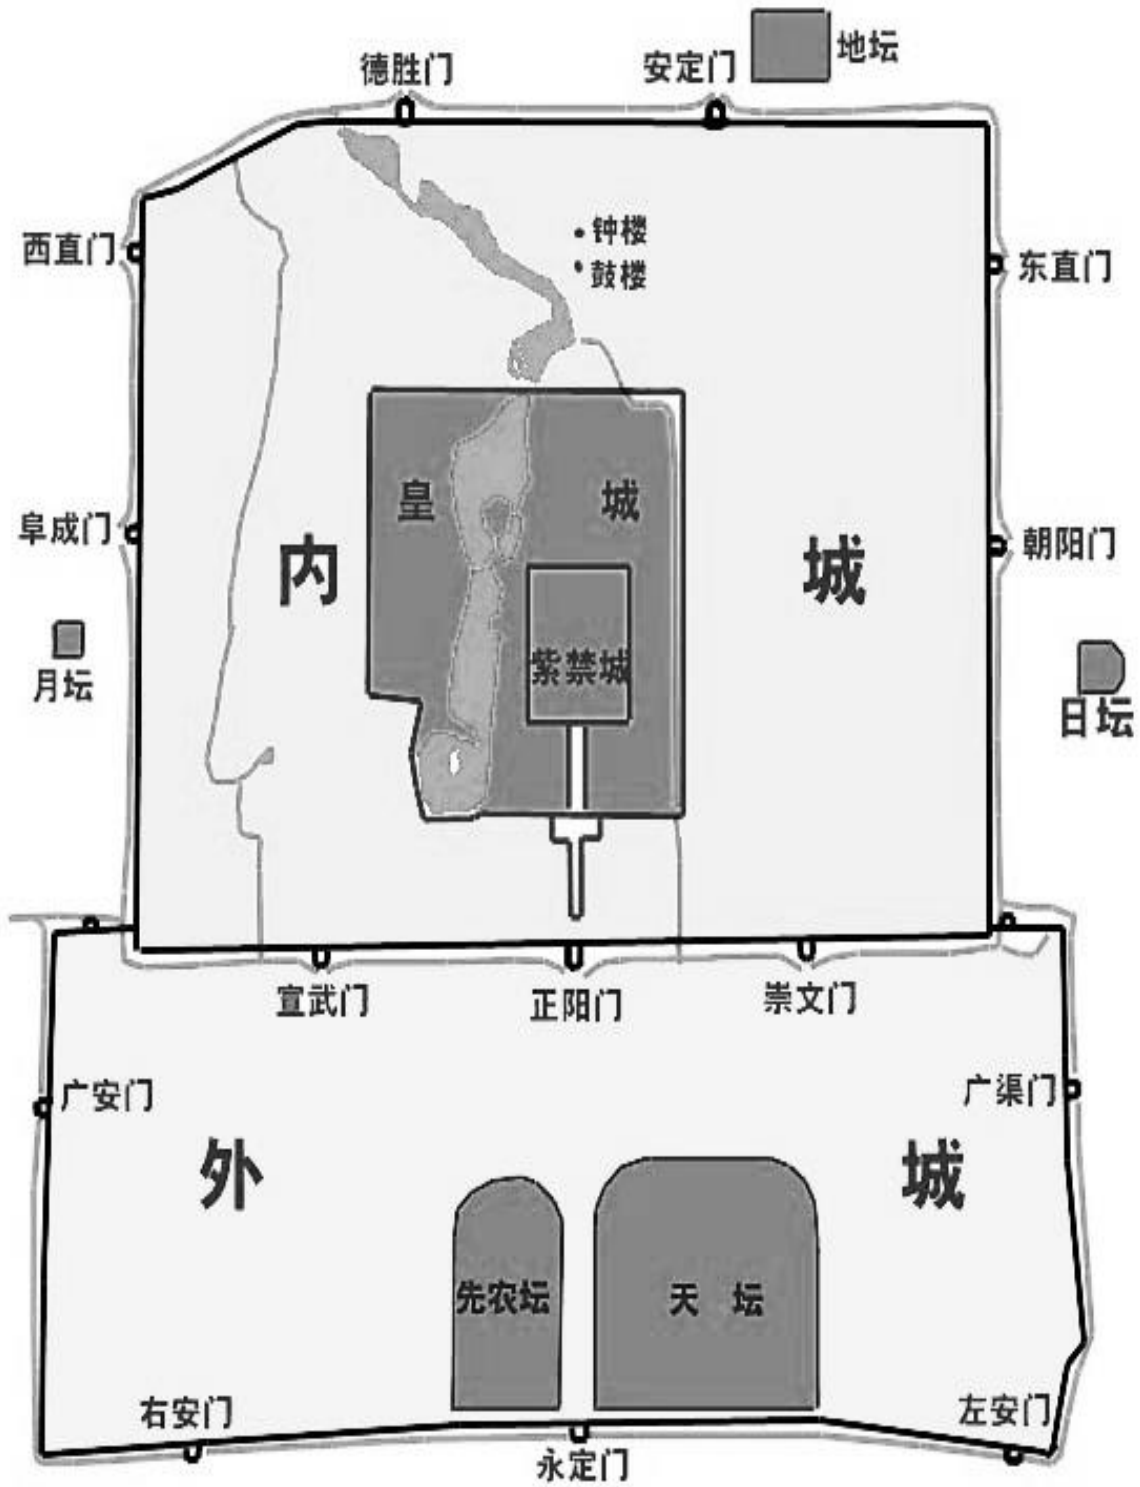 地坛
德胜门
安定门
钟楼
西直门
鼓楼
东直门
皇 城
阜成门
朝阳门
内 城
紫禁城
月坛
日坛
宣武门
正阳门
崇文门
广安门
广渠门
外 城
先农坛
天 坛
右安门
左安门
永定门